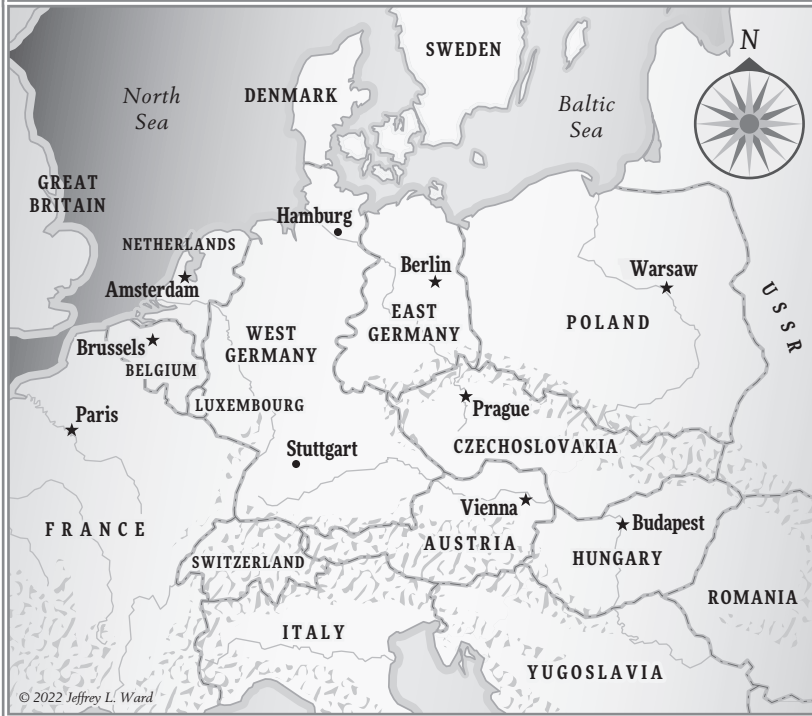 SWEDEN
N
North
Sea
DENMARK
Baltic
Sea
GREAT
BRITAIN
Hamburg
NETHERLANDS
Berlin
Warsaw
Amsterdam
USSR
EAST
GERMANY
POLAND
WEST
GERMANY
Brussels
BELGIUM
LUXEMBOURG
Paris
Prague
Stuttgart
CZECHOSLOVAKIA
Vienna
FRANCE
Budapest
AUSTRIA
HUNGARY
SWITZERLAND
ROMANIA
ITALY
YUGOSLAVIA
© 2022 Jeffrey L. Ward